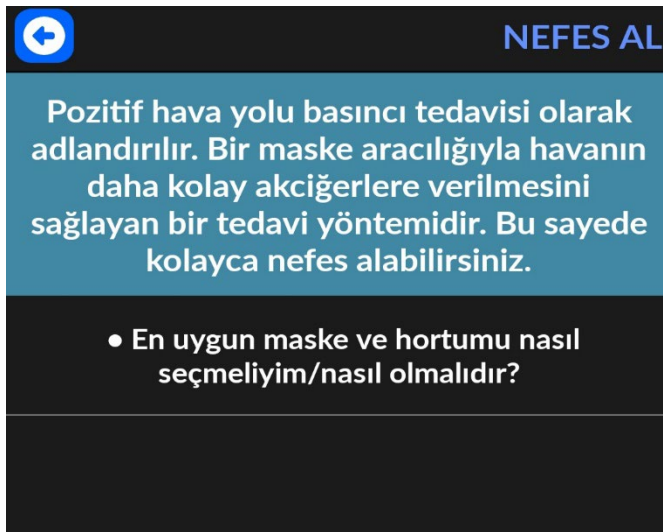 NEFES AL
Pozitif hava yolu basıncı tedavisi olarak
adlandırılır. Bir maske aracılığıyla havanın
daha kolay akciğerlere verilmesini
sağlayan bir tedavi yöntemidir. Bu sayede
kolayca nefes alabilirsiniz.
● En uygun maske ve hortumu nasıl
seçmeliyim/nasıl olmalıdır?